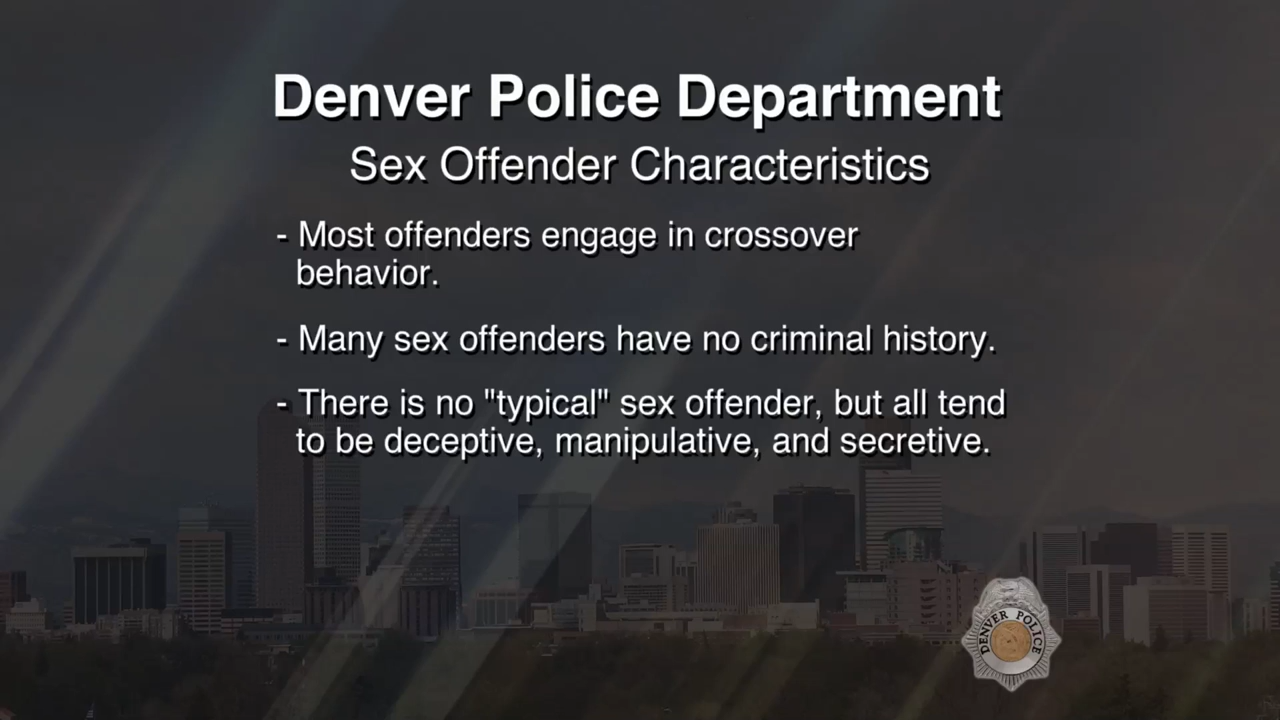 Denver Police Department
Sex Offender Characteristics
- Most offenders engage in crossover
behavior.
- Many sex offenders have no criminal history.
- There is no "typical" sex offender, but all tend
to be deceptive, manipulative, and secretive.
DENVER POLICE